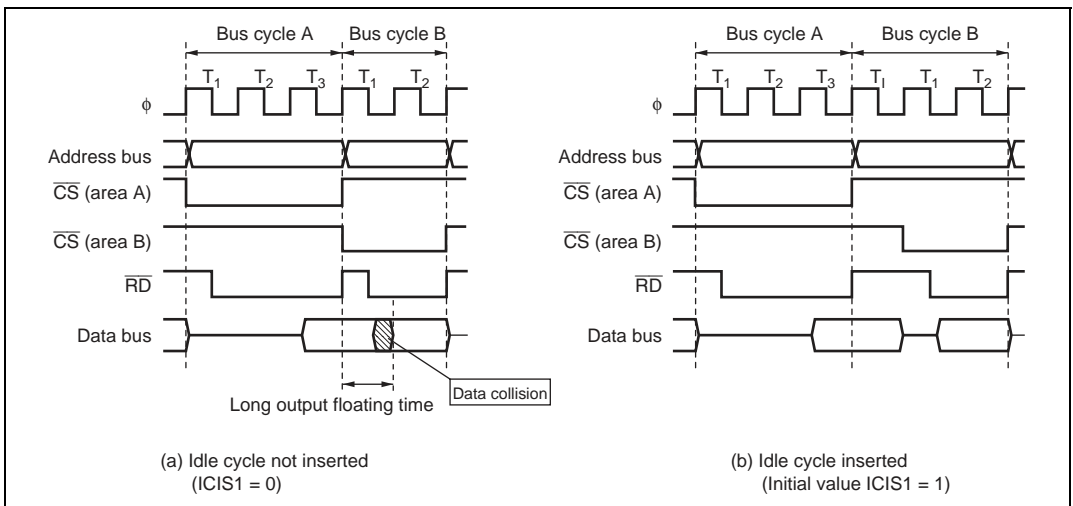 Bus cycle A Bus cycle B
T1 T2 T3 T1 T2
φ
Address bus
CS (area A)
CS (area B)
RD
Data bus
Data collision
Long output floating time
(a) Idle cycle not inserted
(ICIS1 = 0)
Bus cycle A Bus cycle B
T1 T2 T3 TI T1 T2
φ
Address bus
CS (area A)
CS (area B)
RD
Data bus
(b) Idle cycle inserted
(Initial value ICIS1 = 1)